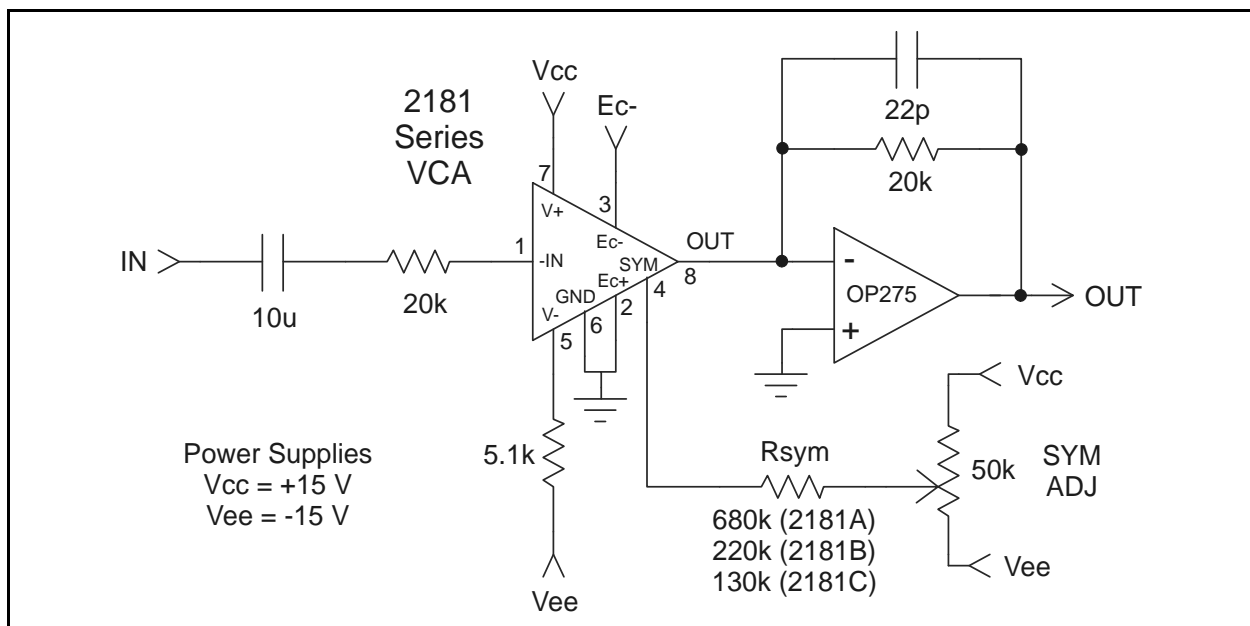 2181
Series
VCA
Vcc
Ec-
22p
20k
7
V+
3
Ec-
IN
10u
20k
1
-IN
SYM
OUT
8
4
Ec+
2
GND
6
V-
5
-
OP275
+
OUT
5.1k
Vee
Power Supplies
Vcc = +15 V
Vee = -15 V
Rsym
680k (2181A)
220k (2181B)
130k (2181C)
Vcc
50k
SYM
ADJ
Vee